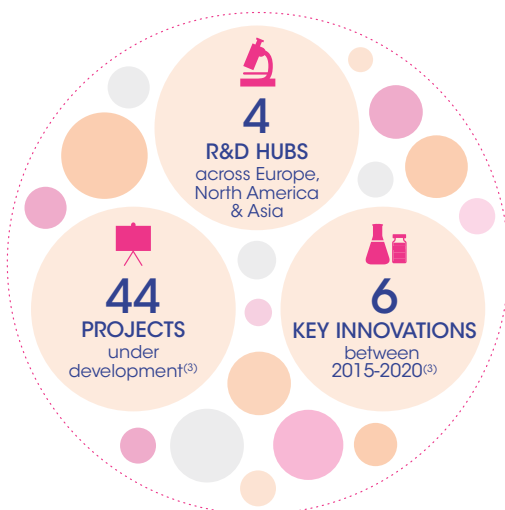 4
R&D HUBS
across Europe,
North America
& Asia
44
PROJECTS
under
development(3)
6
KEY INNOVATIONS
between
2015-2020(3)